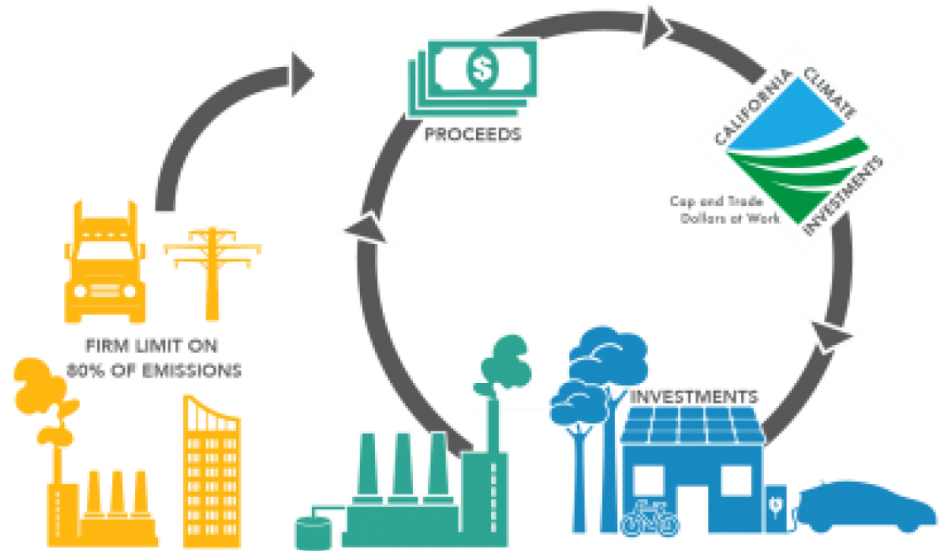 $
PROCEEDS
CALIFORNIA
CLIMATE
INVESTMENTS
Cap and Trade
Dollars at Work
FIRM LIMIT ON
80% OF EMISSIONS
INVESTMENTS